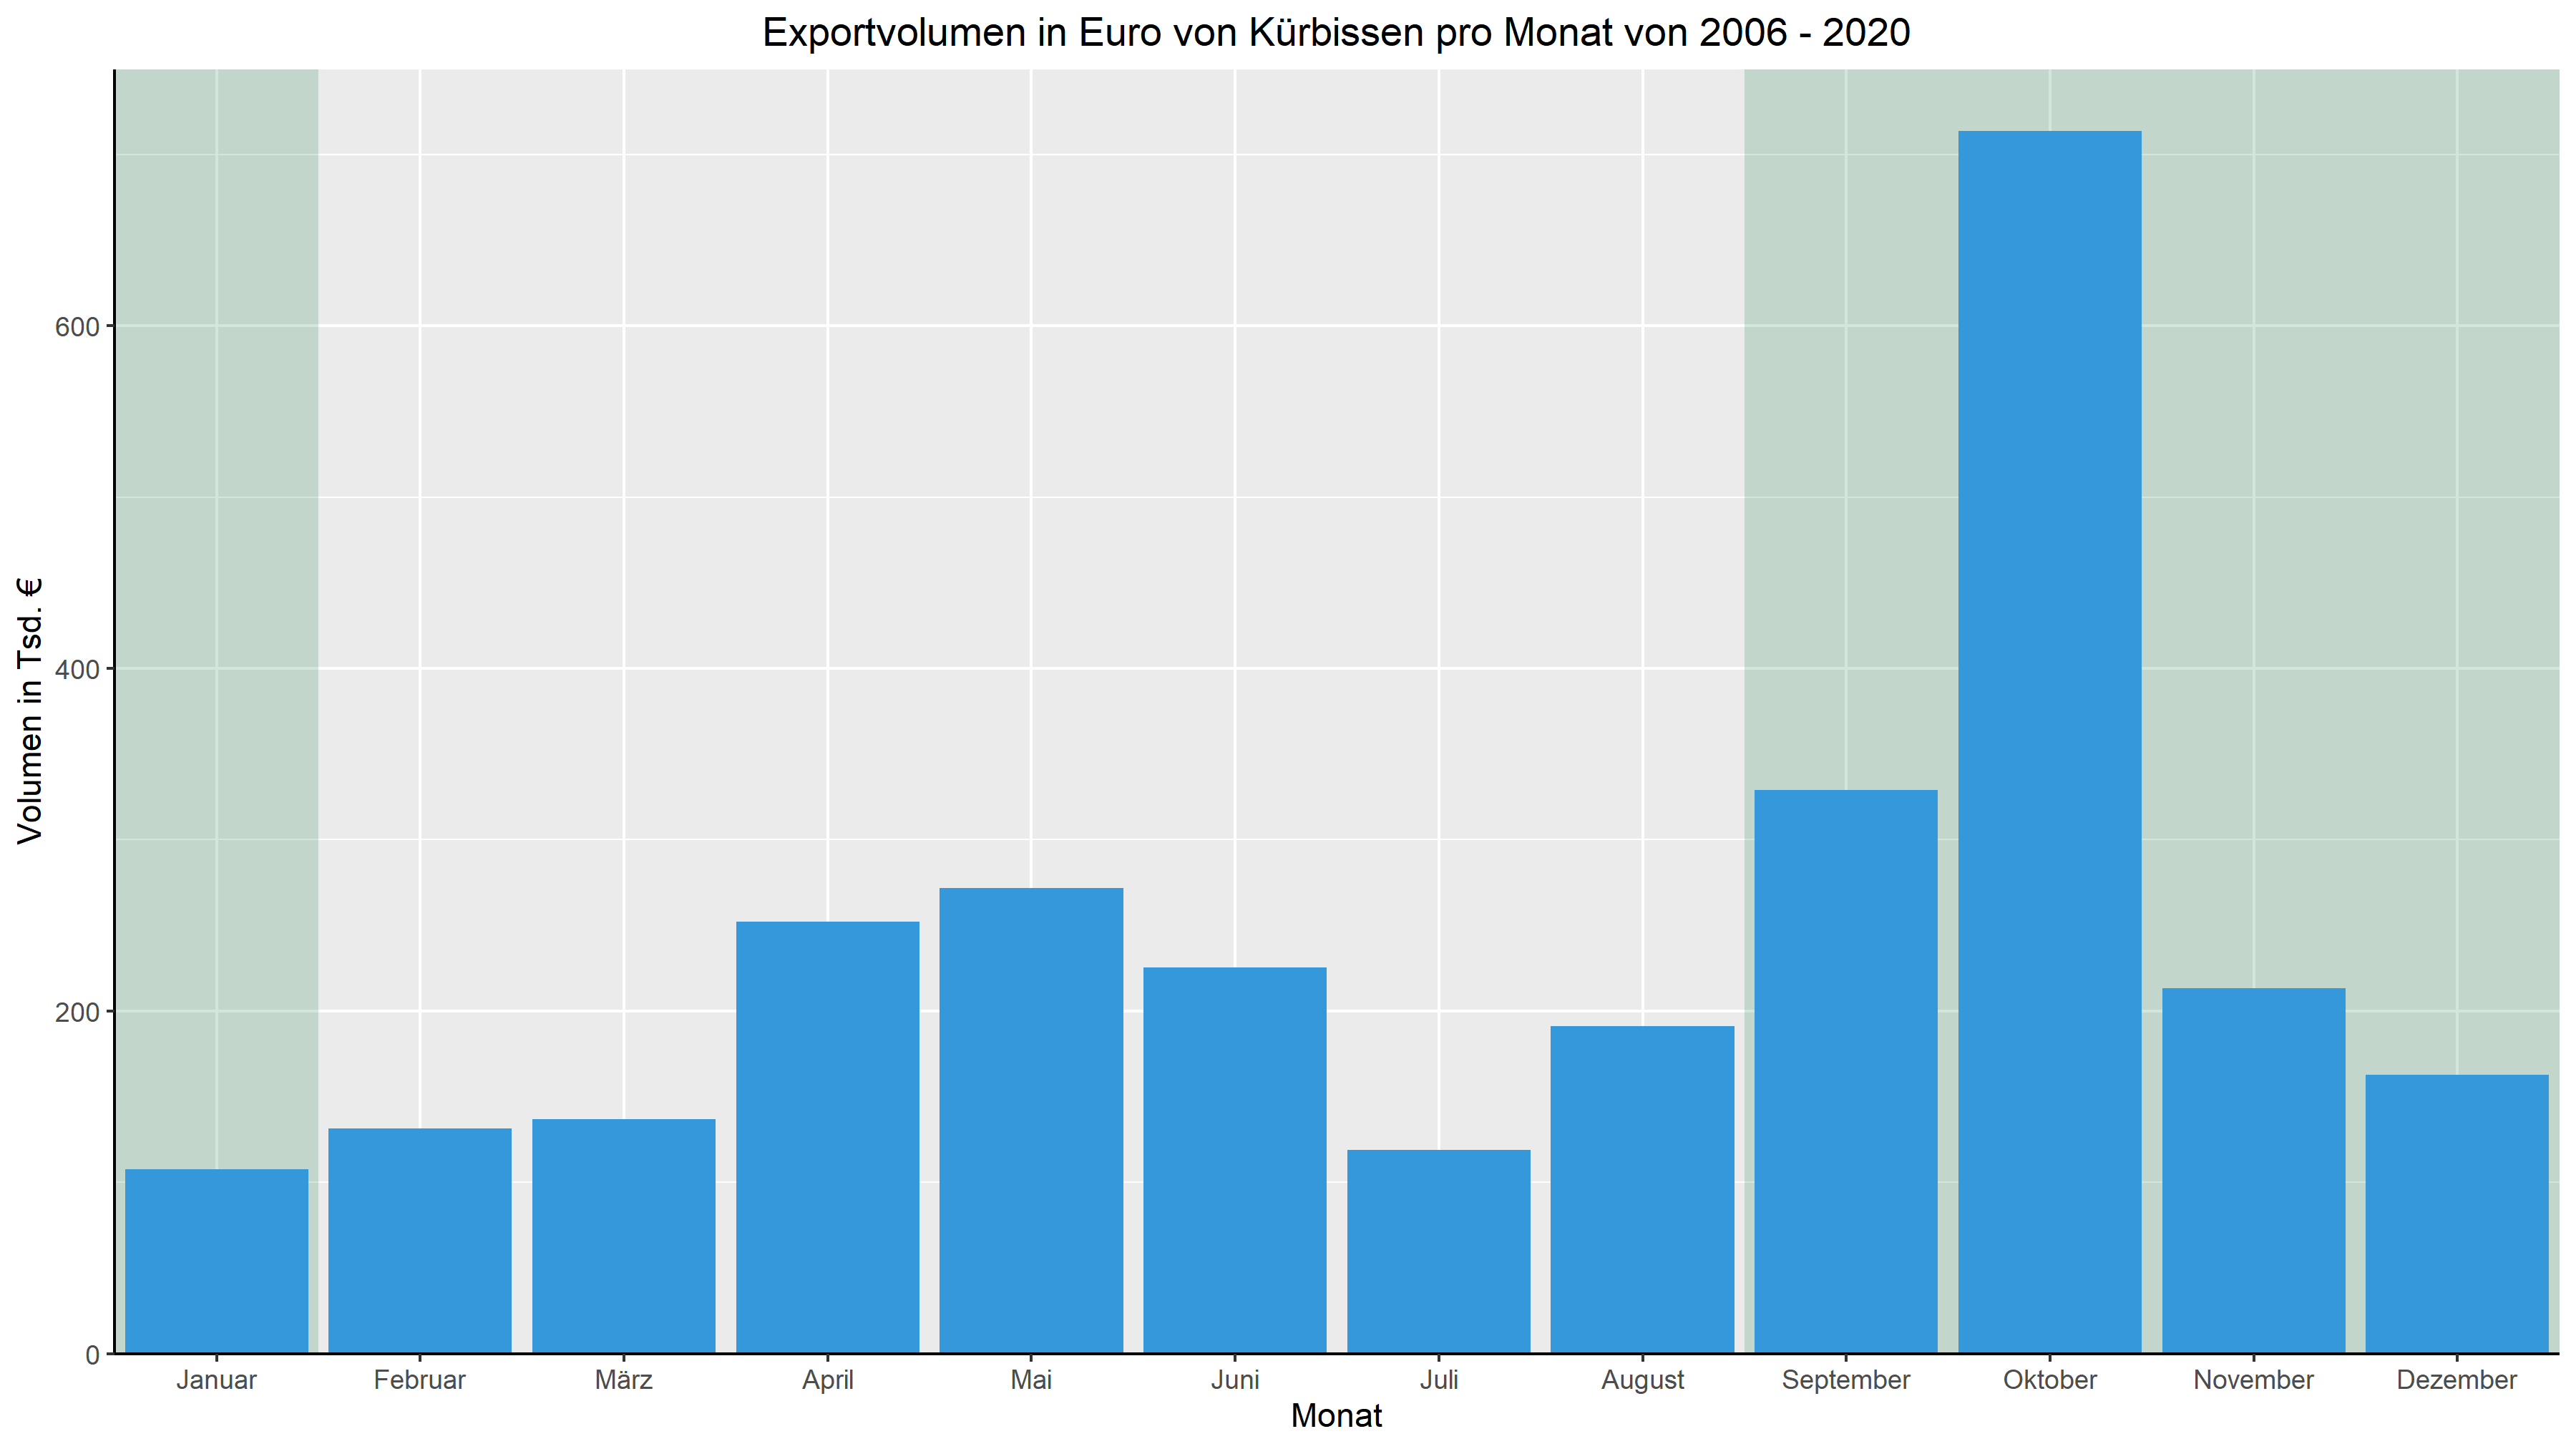 Exportvolumen in Euro von Kürbissen pro Monat von 2006 - 2020
Volumen in Tsd. €
600
400
200
0
Januar Februar März April Mai Juni Juli August September Oktober November Dezember
Monat